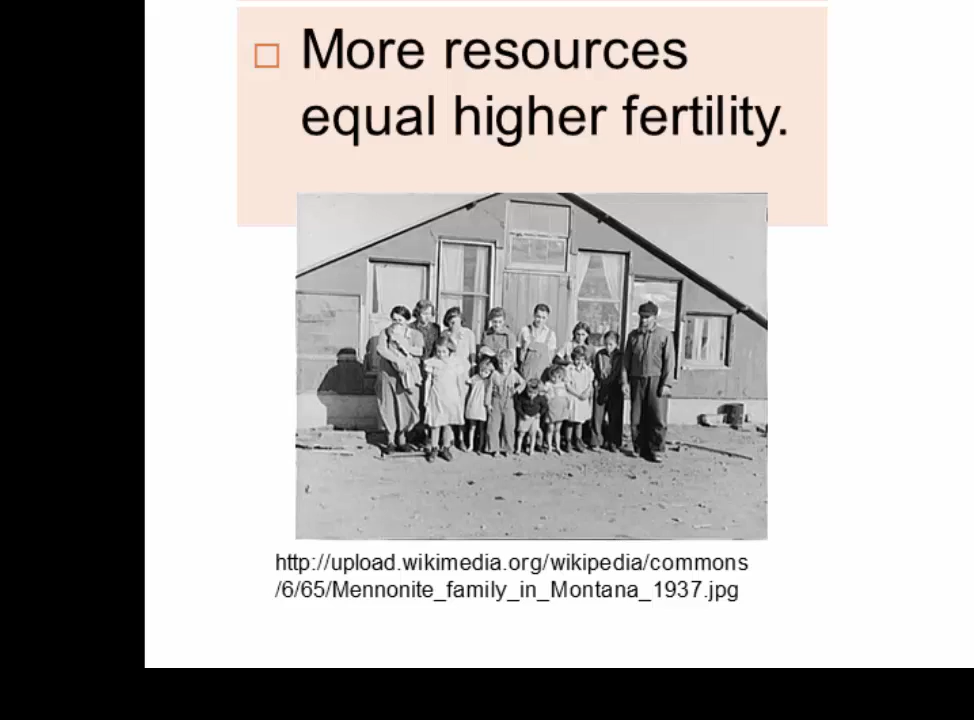 More resources
equal higher fertility.
http://upload.wikimedia.org/wikipedia/commons
/6/65/Mennonite_family_in_Montana_1937.jpg